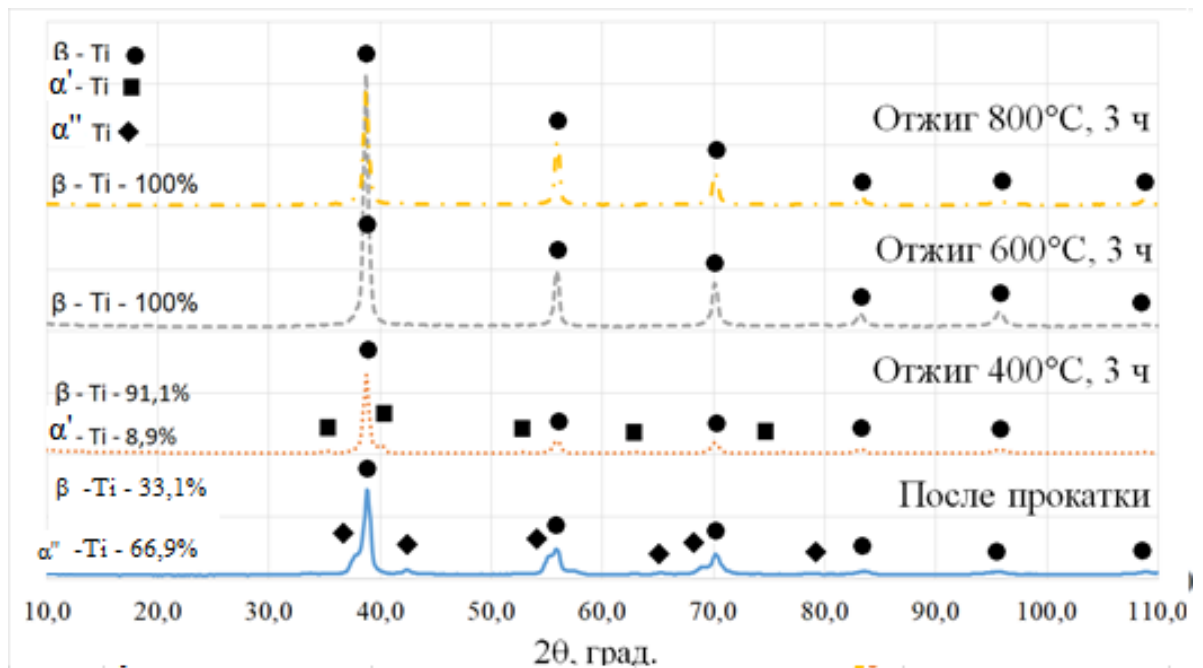 β - Ti ●
α' - Ti ■
α'' Ti ◆
Отжиг 800°C, 3 ч
β - Ti - 100%
Отжиг 600°C, 3 ч
β - Ti - 100%
Отжиг 400°C, 3 ч
β - Ti - 91,1%
α' - Ti - 8,9%
После прокатки
β -Ti - 33,1%
α'' -Ti - 66,9%
10,0 20,0 30,0 40,0 50,0 60,0 70,0 80,0 90,0 100,0 110,0
2θ, град.